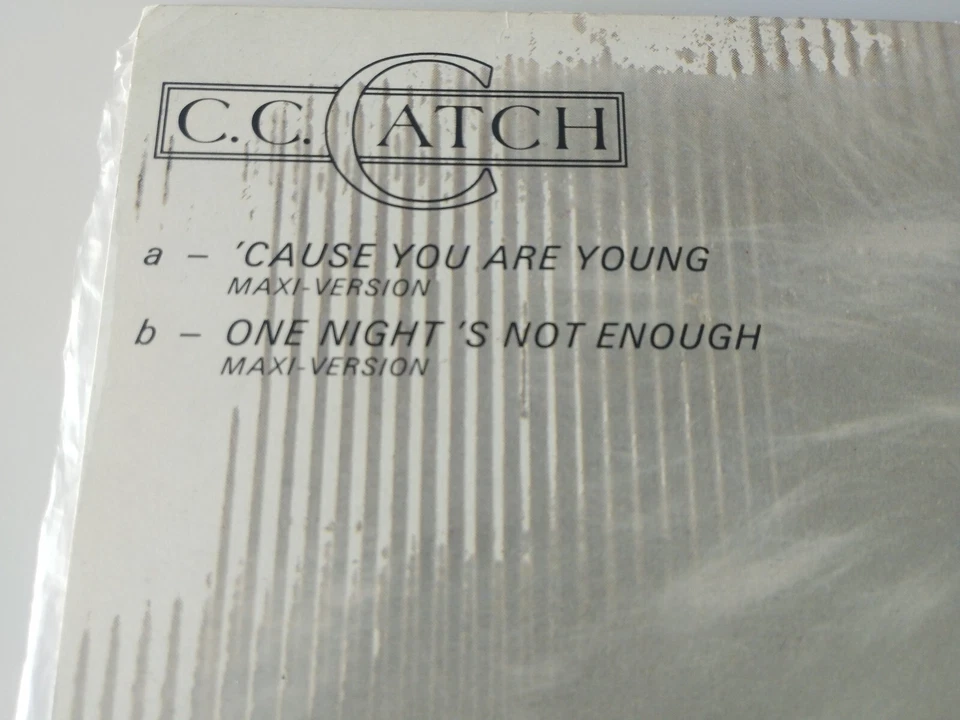 C.C. CATCH
a – 'CAUSE YOU ARE YOUNG
MAXI-VERSION
b – ONE NIGHT 'S NOT ENOUGH
MAXI-VERSION